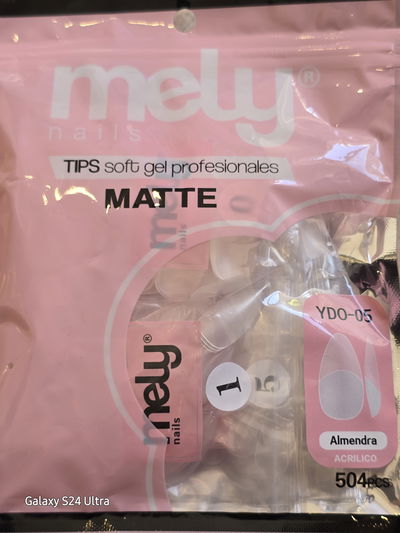 mely®
nails
TIPS soft gel profesionales
MATTE
YDO-05
mely®
nails
1
5
Almendra
ACRILICO
504PCS
Galaxy S24 Ultra